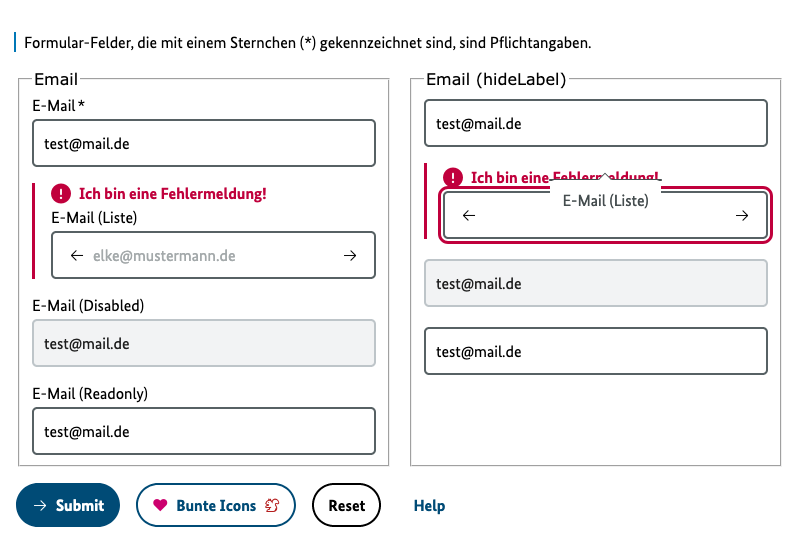 Formular-Felder, die mit einem Sternchen (*) gekennzeichnet sind, sind Pflichtangaben.
Email
E-Mail *
test@mail.de
Ich bin eine Fehlermeldung!
E-Mail (Liste)
elke@mustermann.de
E-Mail (Disabled)
test@mail.de
E-Mail (Readonly)
test@mail.de
Email (hideLabel)
test@mail.de
Ich bin eine Fehlermeldung!
E-Mail (Liste)
test@mail.de
test@mail.de
Submit
Bunte Icons
Reset
Help